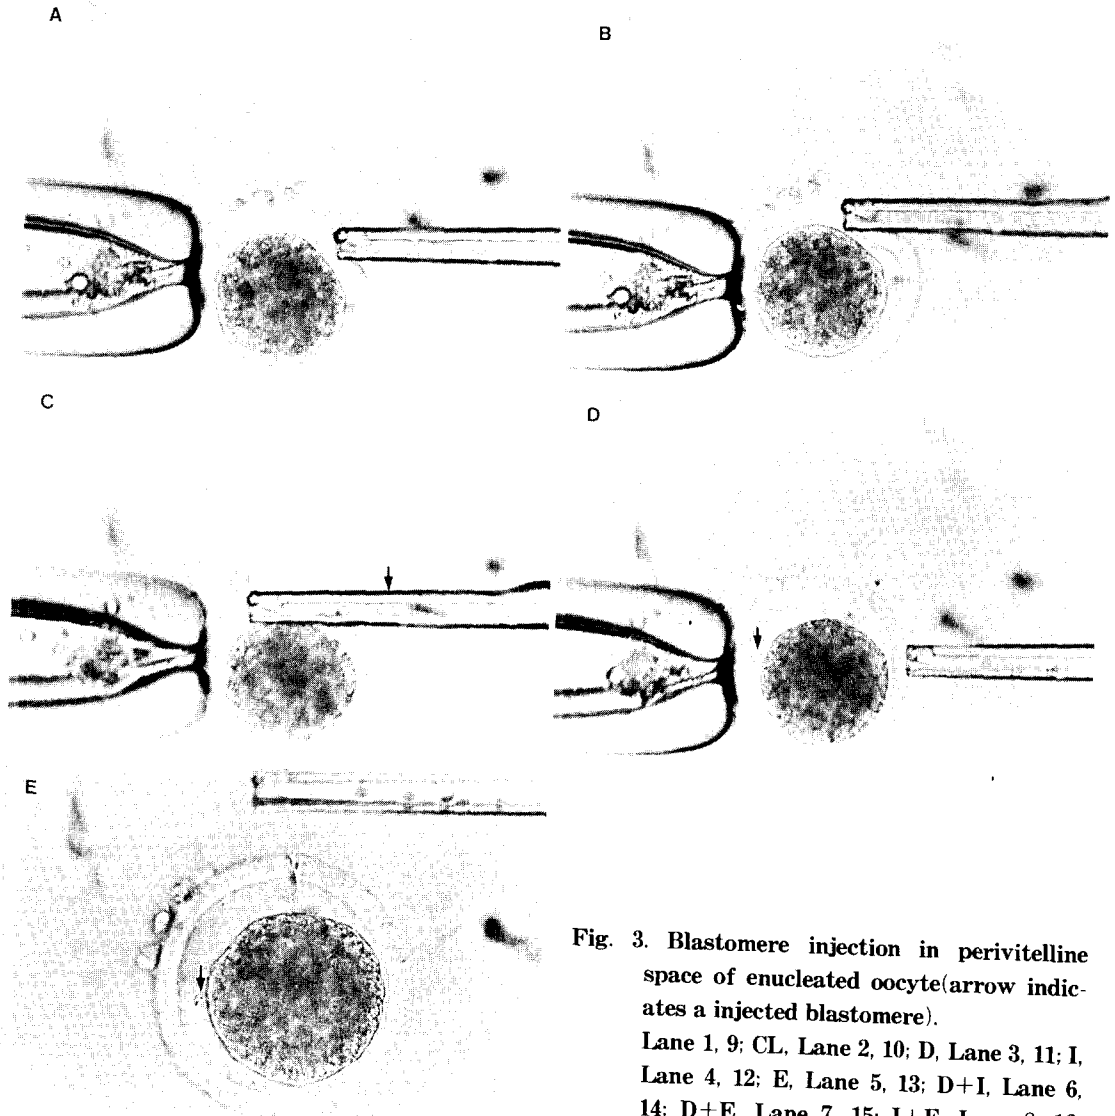 A
B
C
D
E
Fig. 3. Blastomere injection in perivitelline
space of enucleated oocyte(arrow indic-
ates a injected blastomere).
Lane 1, 9; CL, Lane 2, 10; D, Lane 3, 11; I,
Lane 4, 12; E, Lane 5, 13; D+I, Lane 6,
14; D+E, Lane 7, 15; I+E, Lane 8, 16